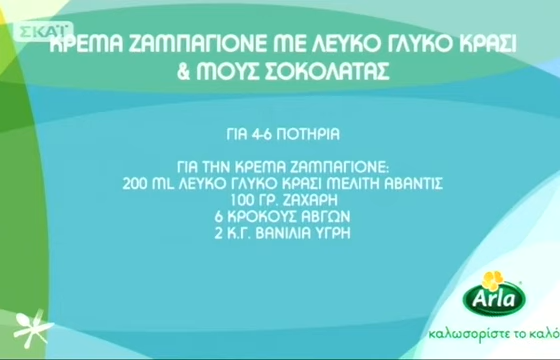 ΣΚΑΪ
ΚΡΕΜΑ ΖΑΜΠΑΓΙΟΝΕ ΜΕ ΛΕΥΚΟ ΓΛΥΚΟ ΚΡΑΣΙ
& ΜΟΥΣ ΣΟΚΟΛΑΤΑΣ
ΓΙΑ 4-6 ΠΟΤΗΡΙΑ
ΓΙΑ ΤΗΝ ΚΡΕΜΑ ΖΑΜΠΑΓΙΟΝΕ:
200 ML ΛΕΥΚΟ ΓΛΥΚΟ ΚΡΑΣΙ ΜΕΛΙΤΗ ΑΒΑΝΤΙΣ
100 ΓΡ. ΖΑΧΑΡΗ
6 ΚΡΟΚΟΥΣ ΑΒΓΩΝ
2 Κ.Γ. ΒΑΝΙΛΙΑ ΥΓΡΗ
Arla
καλωσορίστε το καλό